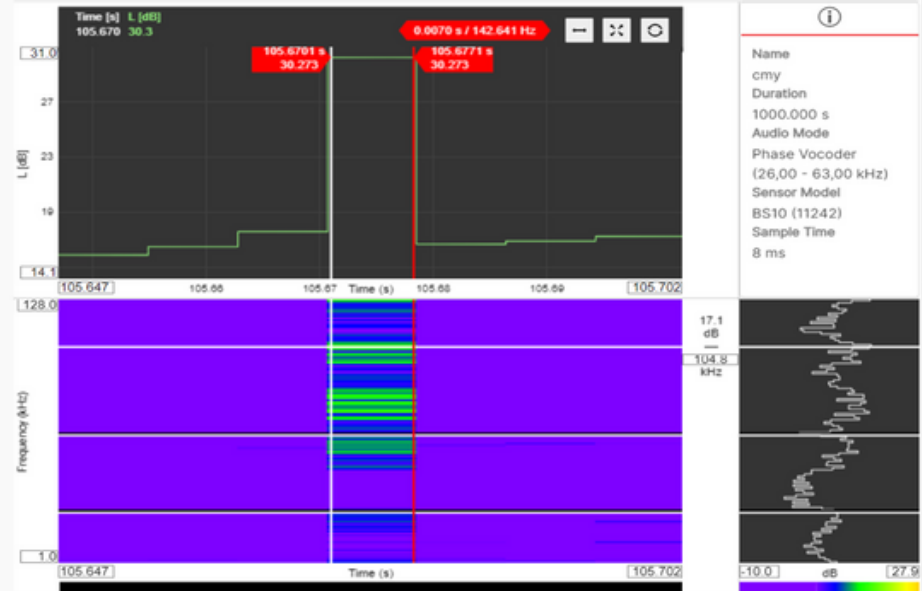 Time [s] L [dB]
105.670 30.3
0.0070 s / 142.641 Hz
105.6701 s
30.273
105.6771 s
30.273
31.0
27
23
19
14.1
L [dB]
105.647
105.66
105.67
Time (s)
105.68
105.69
105.702
128.0
Frequency (kHz)
1.0
105.647
Time (s)
105.702
17.1
dB
104.8
kHz
Name
cmy
Duration
1000.000 s
Audio Mode
Phase Vocoder
(26,00 - 63,00 kHz)
Sensor Model
BS10 (11242)
Sample Time
8 ms
-10.0
dB
27.9